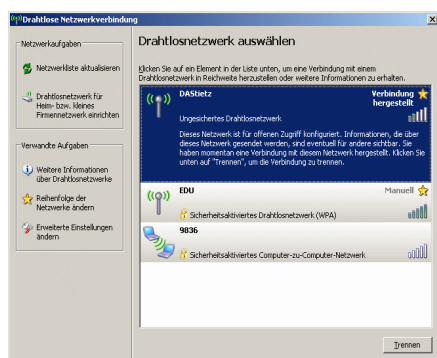 Drahtlose Netzwerkverbindung
Netzwerkaufgaben
Netzwerkliste aktualisieren
Drahtlosnetzwerk für
Heim- bzw. kleines
Firmennetzwerk einrichten
Verwandte Aufgaben
Weitere Informationen
über Drahtlosnetzwerke
Reihenfolge der
Netzwerke ändern
Erweiterte Einstellungen
ändern
Drahtlosnetzwerk auswählen
Klicken Sie auf ein Element in der Liste unten, um eine Verbindung mit einem
Drahtlosnetzwerk in Reichweite herzustellen oder weitere Informationen zu erhalten.
DAStietz
Verbindung
hergestellt
Ungesichertes Drahtlosnetzwerk
Dieses Netzwerk ist für offenen Zugriff konfiguriert. Informationen, die über
dieses Netzwerk gesendet werden, sind eventuell für andere sichtbar. Sie
haben momentan eine Verbindung mit diesem Netzwerk hergestellt. Klicken Sie
unten auf "Trennen", um die Verbindung zu trennen.
EDU
Manuell
Sicherheitsaktiviertes Drahtlosnetzwerk (WPA)
9836
Sicherheitsaktiviertes Computer-zu-Computer-Netzwerk
Trennen